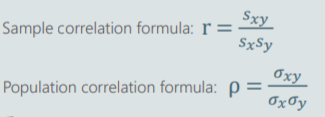 Sample correlation formula: r = sxy / sxsy
Population correlation formula: ρ = σxy / σxσy